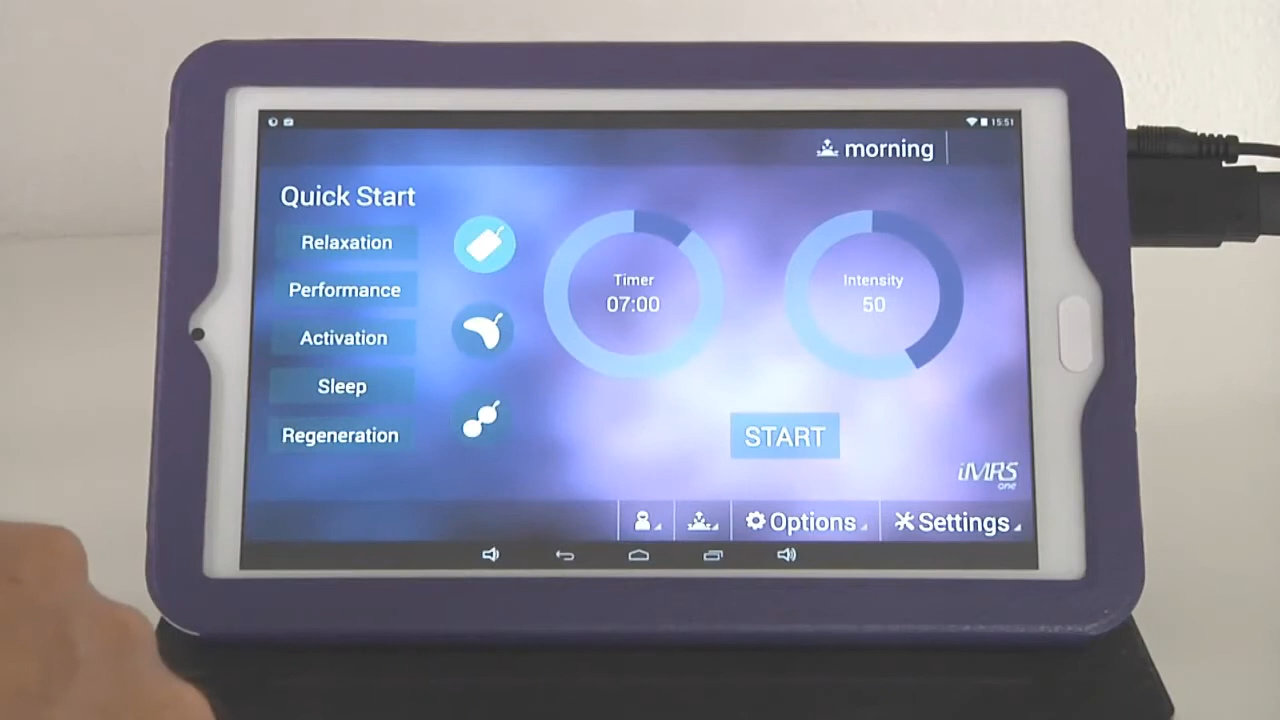 15:51
morning
Quick Start
Relaxation
Performance
Activation
Sleep
Regeneration
Timer
07:00
Intensity
50
START
iMRS
one
Options
Settings